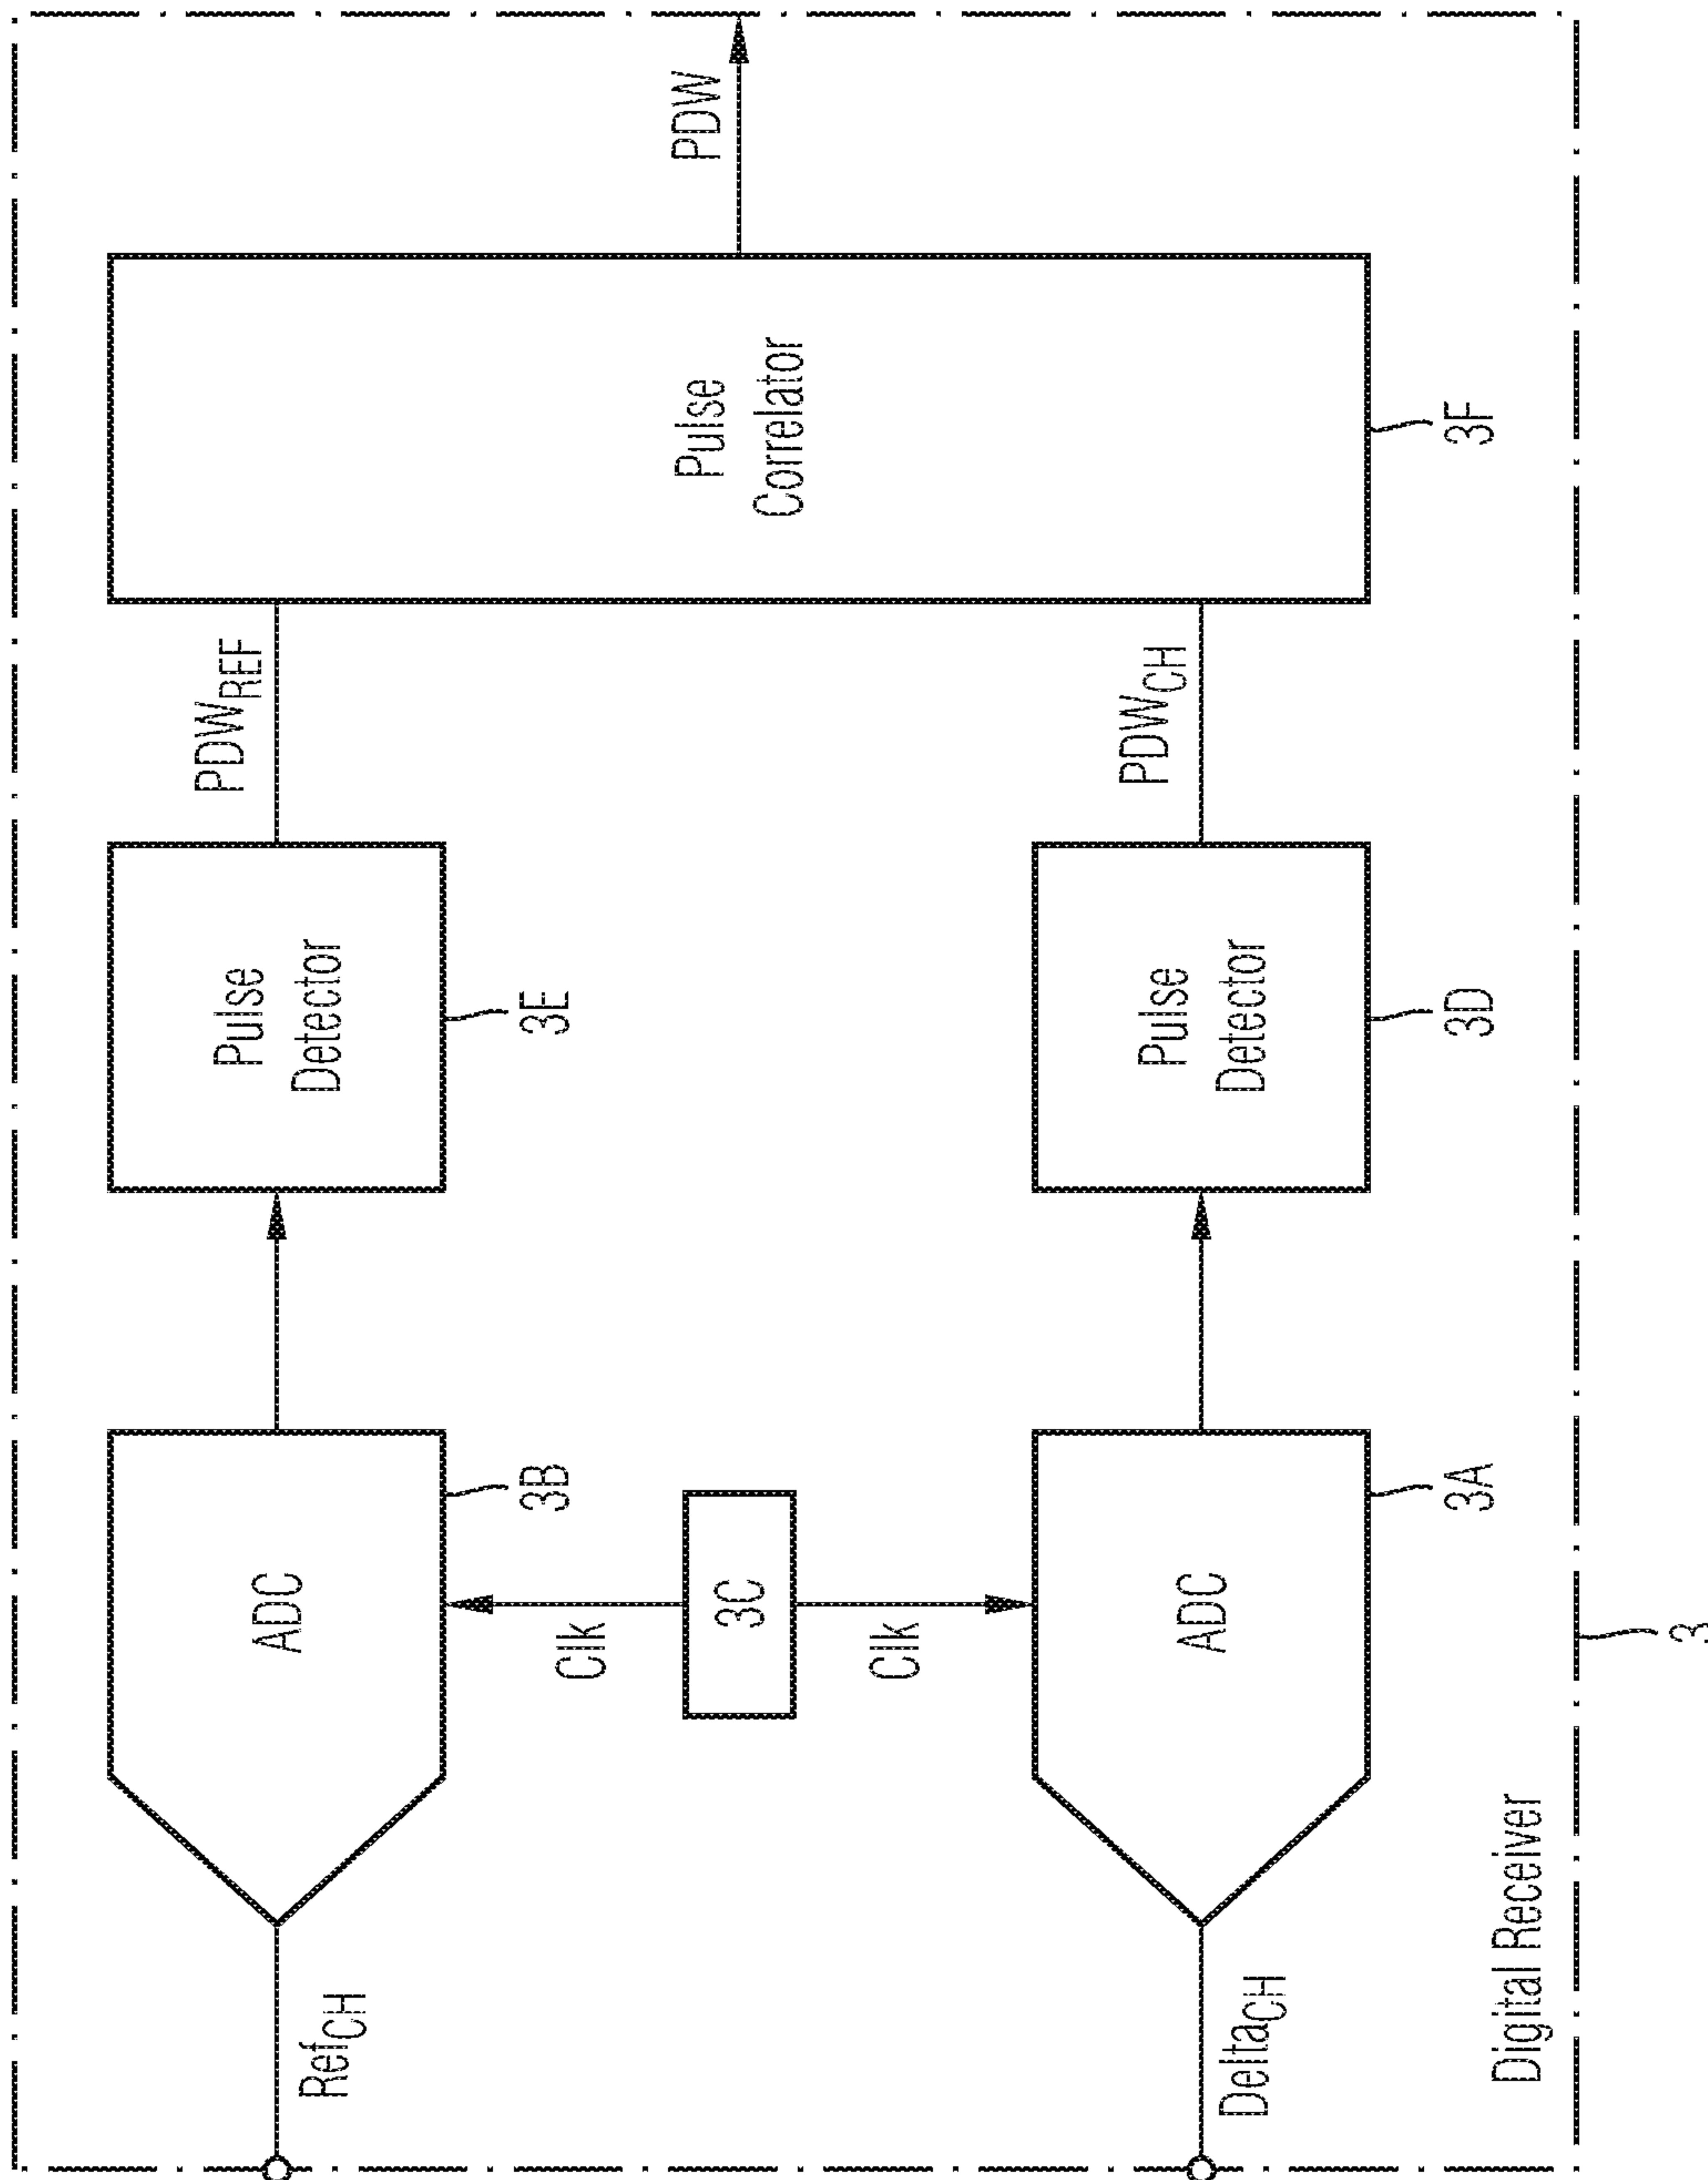 Ref_CH
ADC
3B
Pulse
Detector
3E
PDW_REF
Clk
3C
Clk
Delta_CH
ADC
3A
Pulse
Detector
3D
PDW_CH
Pulse
Correlator
3F
PDW
Digital Receiver
3